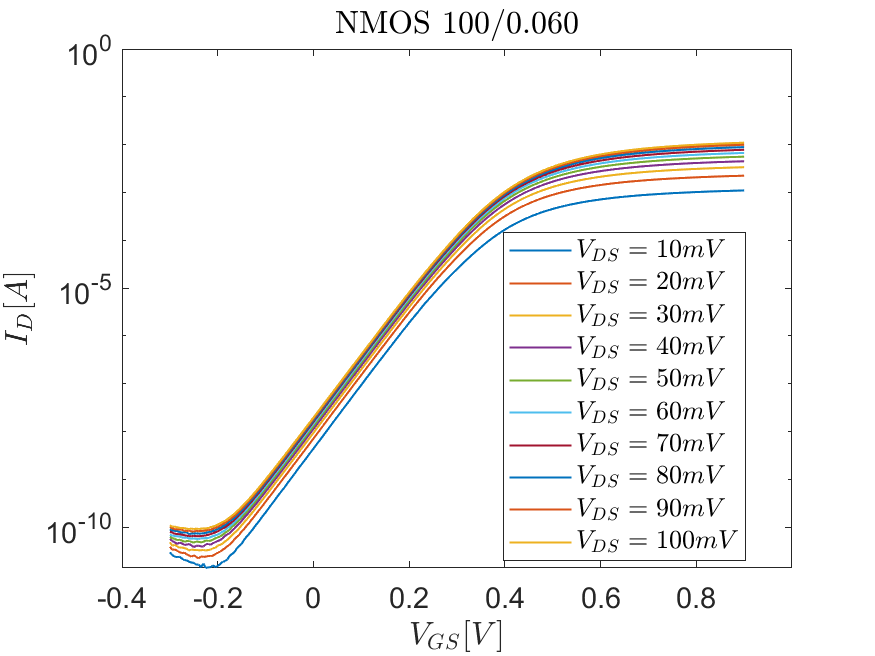 NMOS 100/0.060
10^0
10^-5
10^-10
I_D[A]
V_DS = 10mV
V_DS = 20mV
V_DS = 30mV
V_DS = 40mV
V_DS = 50mV
V_DS = 60mV
V_DS = 70mV
V_DS = 80mV
V_DS = 90mV
V_DS = 100mV
-0.4 -0.2 0 0.2 0.4 0.6 0.8
V_GS[V]